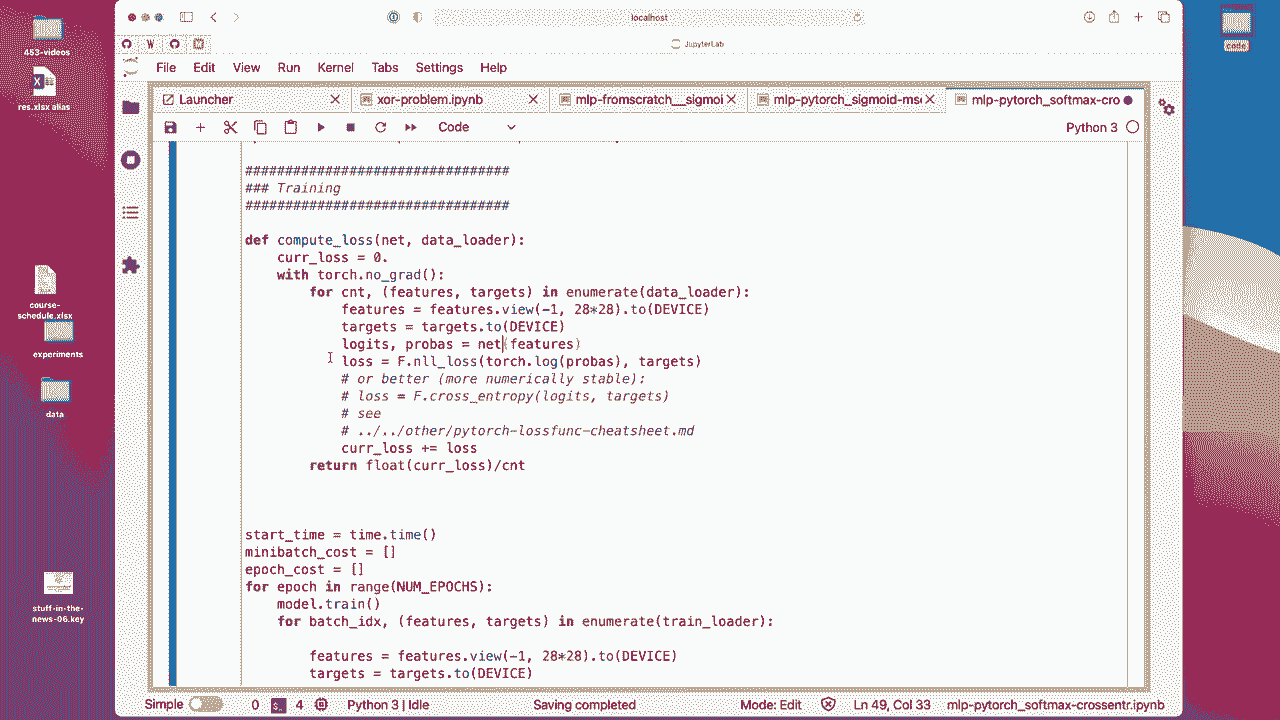 localhost
JupyterLab
453-videos
code
res.xlsx alias
File Edit View Run Kernel Tabs Settings Help
Launcher
xor-problem.ipynb
mlp-fromscratch__sigmoi
mlp-pytorch_sigmoid-mse
mlp-pytorch_softmax-cro
Code
Python 3
################################
### Training
################################
def compute_loss(net, data_loader):
curr_loss = 0.
with torch.no_grad():
for cnt, (features, targets) in enumerate(data_loader):
features = features.view(-1, 28*28).to(DEVICE)
targets = targets.to(DEVICE)
logits, probas = net(features)
loss = F.nll_loss(torch.log(probas), targets)
# or better (more numerically stable):
# loss = F.cross_entropy(logits, targets)
# see
# ../../other/pytorch-lossfunc-cheatsheet.md
curr_loss += loss
return float(curr_loss)/cnt
start_time = time.time()
minibatch_cost = []
epoch_cost = []
for epoch in range(NUM_EPOCHS):
model.train()
for batch_idx, (features, targets) in enumerate(train_loader):
features = features.view(-1, 28*28).to(DEVICE)
targets = targets.to(DEVICE)
course-
schedule.xlsx
experiments
data
stuff-in-the-
news-06.key
Simple
0
4
Python 3 | Idle
Saving completed
Mode: Edit
Ln 49, Col 33
mlp-pytorch_softmax-crossentr.ipynb